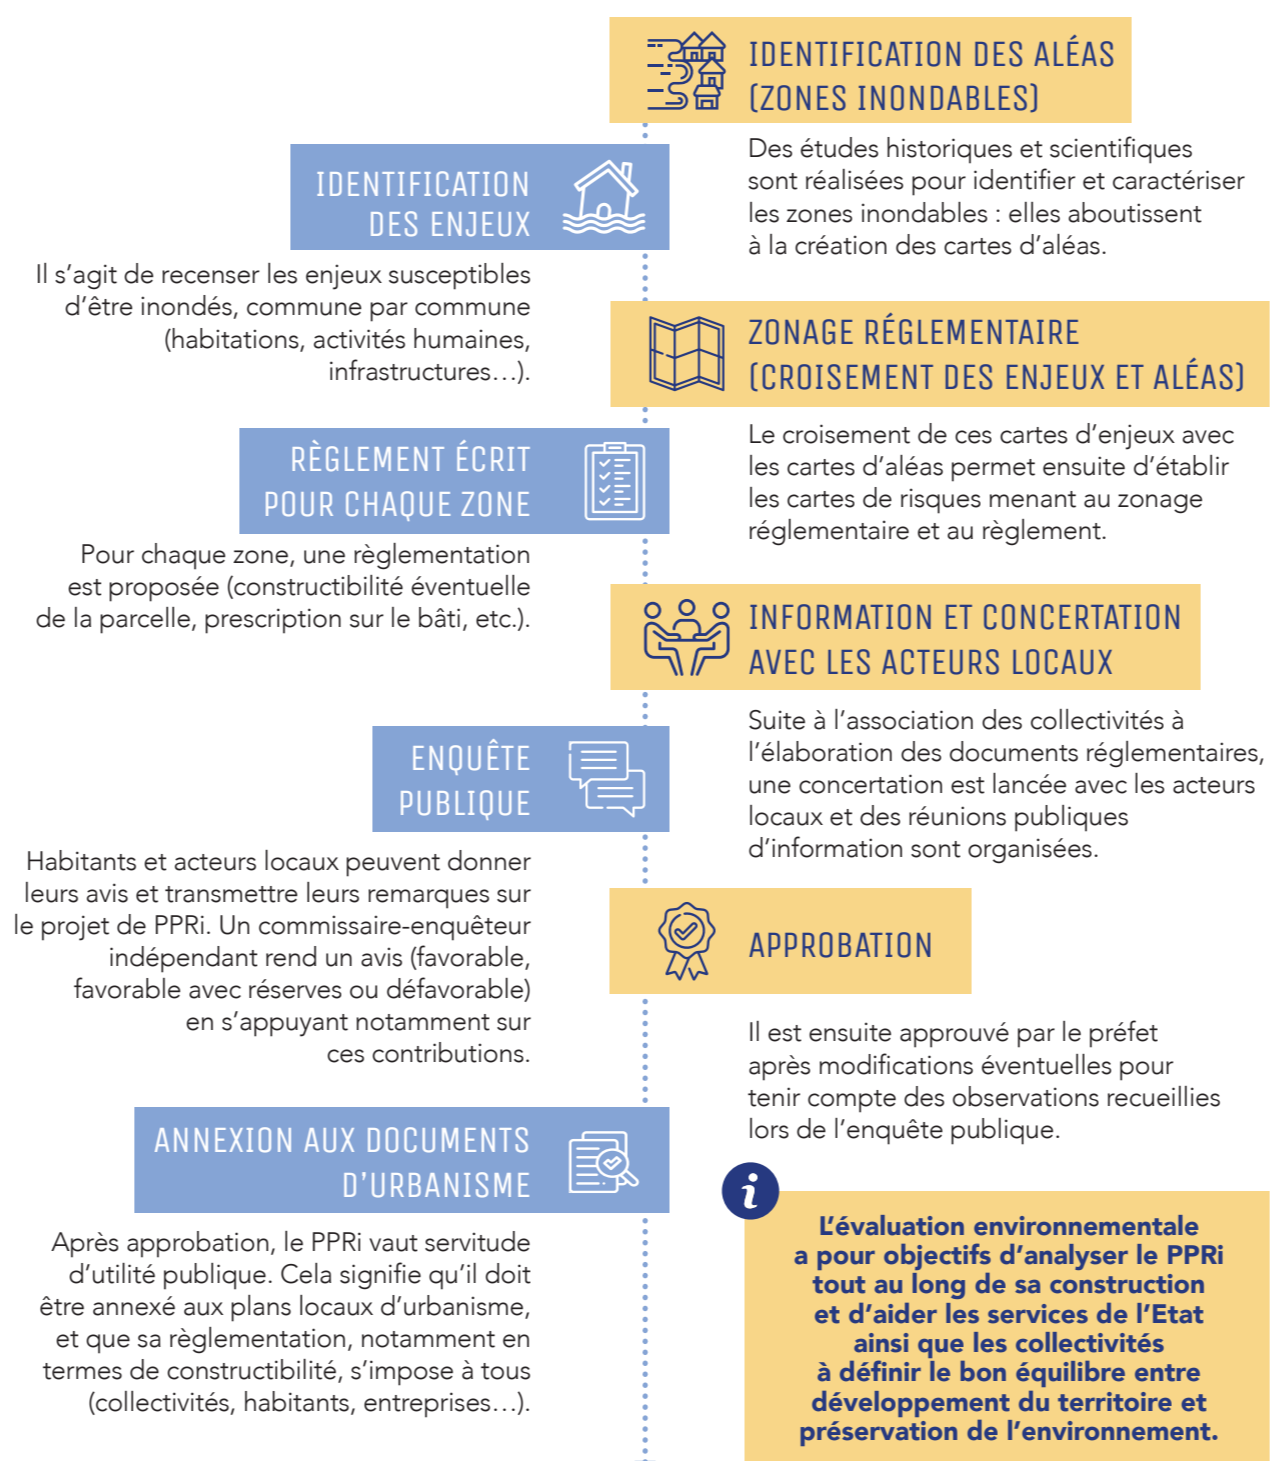 IDENTIFICATION DES ALÉAS
(ZONES INONDABLES)
Des études historiques et scientifiques
sont réalisées pour identifier et caractériser
les zones inondables : elles aboutissent
à la création des cartes d’aléas.
IDENTIFICATION
DES ENJEUX
Il s’agit de recenser les enjeux susceptibles
d’être inondés, commune par commune
(habitations, activités humaines,
infrastructures…).
ZONAGE RÉGLEMENTAIRE
(CROISEMENT DES ENJEUX ET ALÉAS)
Le croisement de ces cartes d’enjeux avec
les cartes d’aléas permet ensuite d’établir
les cartes de risques menant au zonage
réglementaire et au règlement.
RÈGLEMENT ÉCRIT
POUR CHAQUE ZONE
Pour chaque zone, une règlementation
est proposée (constructibilité éventuelle
de la parcelle, prescription sur le bâti, etc.).
INFORMATION ET CONCERTATION
AVEC LES ACTEURS LOCAUX
Suite à l’association des collectivités à
l’élaboration des documents réglementaires,
une concertation est lancée avec les acteurs
locaux et des réunions publiques
d’information sont organisées.
ENQUÊTE
PUBLIQUE
Habitants et acteurs locaux peuvent donner
leurs avis et transmettre leurs remarques sur
le projet de PPRi. Un commissaire-enquêteur
indépendant rend un avis (favorable,
favorable avec réserves ou défavorable)
en s’appuyant notamment sur
ces contributions.
APPROBATION
Il est ensuite approuvé par le préfet
après modifications éventuelles pour
tenir compte des observations recueillies
lors de l’enquête publique.
ANNEXION AUX DOCUMENTS
D’URBANISME
Après approbation, le PPRi vaut servitude
d’utilité publique. Cela signifie qu’il doit
être annexé aux plans locaux d’urbanisme,
et que sa règlementation, notamment en
termes de constructibilité, s’impose à tous
(collectivités, habitants, entreprises…).
i
L’évaluation environnementale
a pour objectifs d’analyser le PPRi
tout au long de sa construction
et d’aider les services de l’Etat
ainsi que les collectivités
à définir le bon équilibre entre
développement du territoire et
préservation de l’environnement.